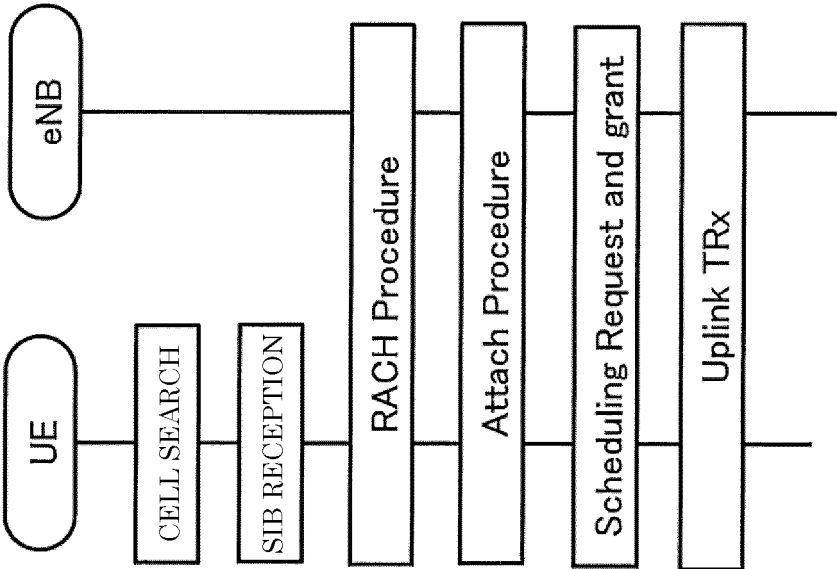 UE
eNB
CELL SEARCH
SIB RECEPTION
RACH Procedure
Attach Procedure
Scheduling Request and grant
Uplink TRx